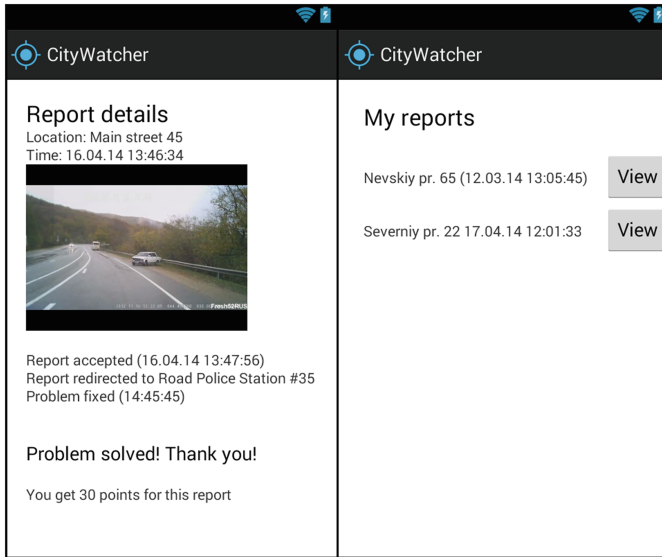 CityWatcher
Report details
Location: Main street 45
Time: 16.04.14 13:46:34
Fresh52RUS
Report accepted (16.04.14 13:47:56)
Report redirected to Road Police Station #35
Problem fixed (14:45:45)
Problem solved! Thank you!
You get 30 points for this report
CityWatcher
My reports
Nevskiy pr. 65 (12.03.14 13:05:45) View
Severniy pr. 22 17.04.14 12:01:33 View